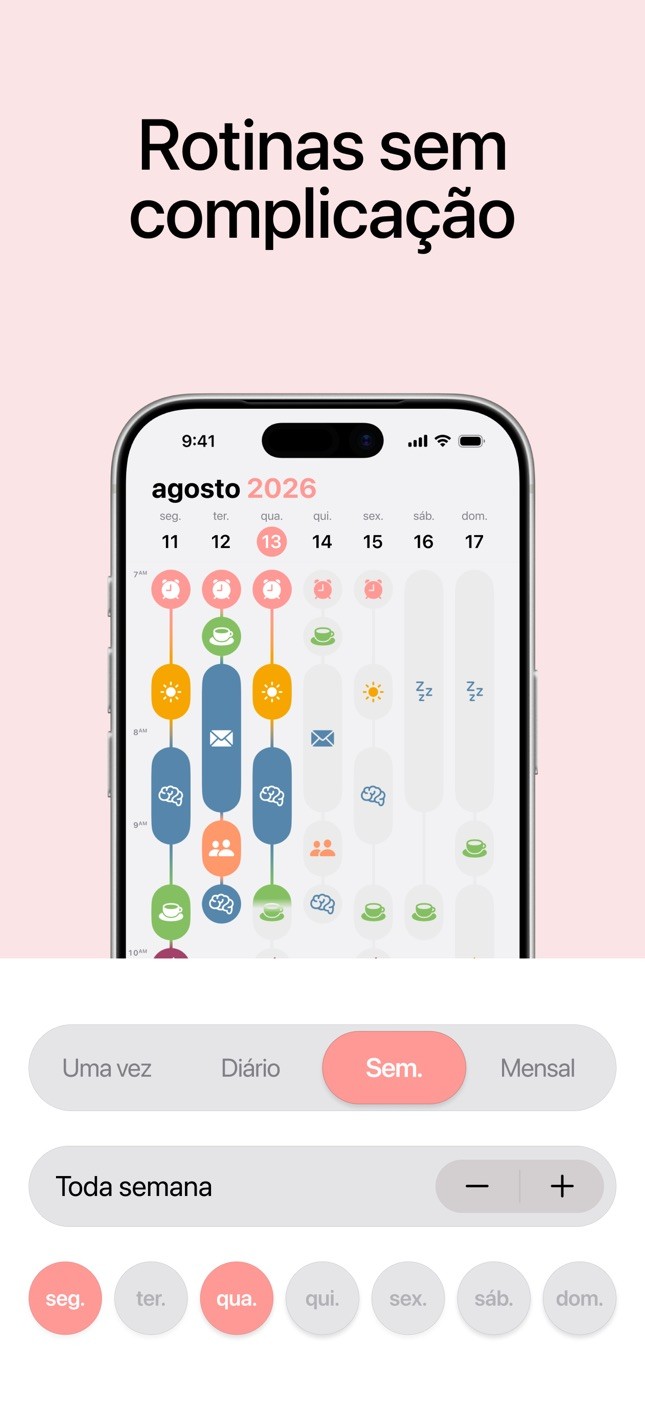 Rotinas sem
complicação
9:41
agosto 2026
seg. ter. qua. qui. sex. sáb. dom.
11 12 13 14 15 16 17
7AM
Zzz Zzz
8AM
9AM
10AM
Uma vez Diário Sem. Mensal
Toda semana − +
seg. ter. qua. qui. sex. sáb. dom.